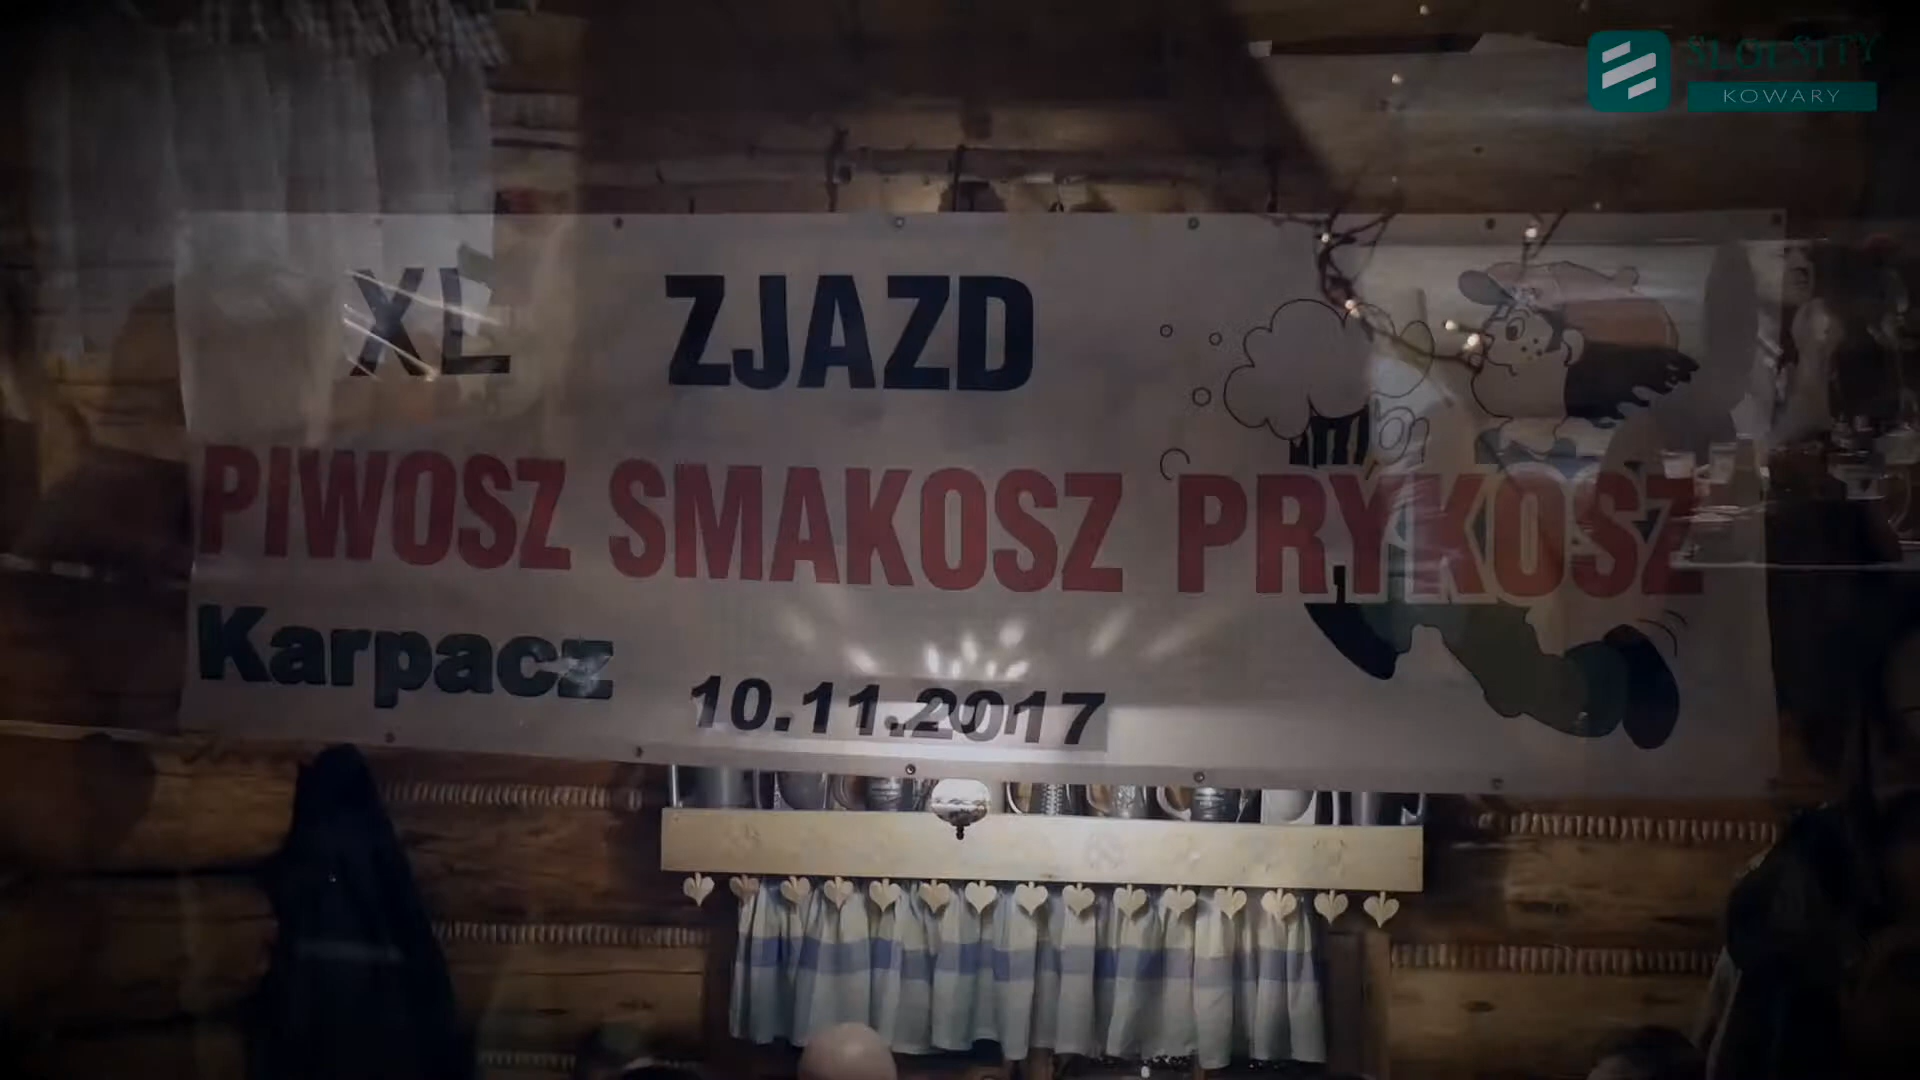 XL ZJAZD
PIWOSZ SMAKOSZ PRYKOSZ
Karpacz
10.11.2017
KOWARY